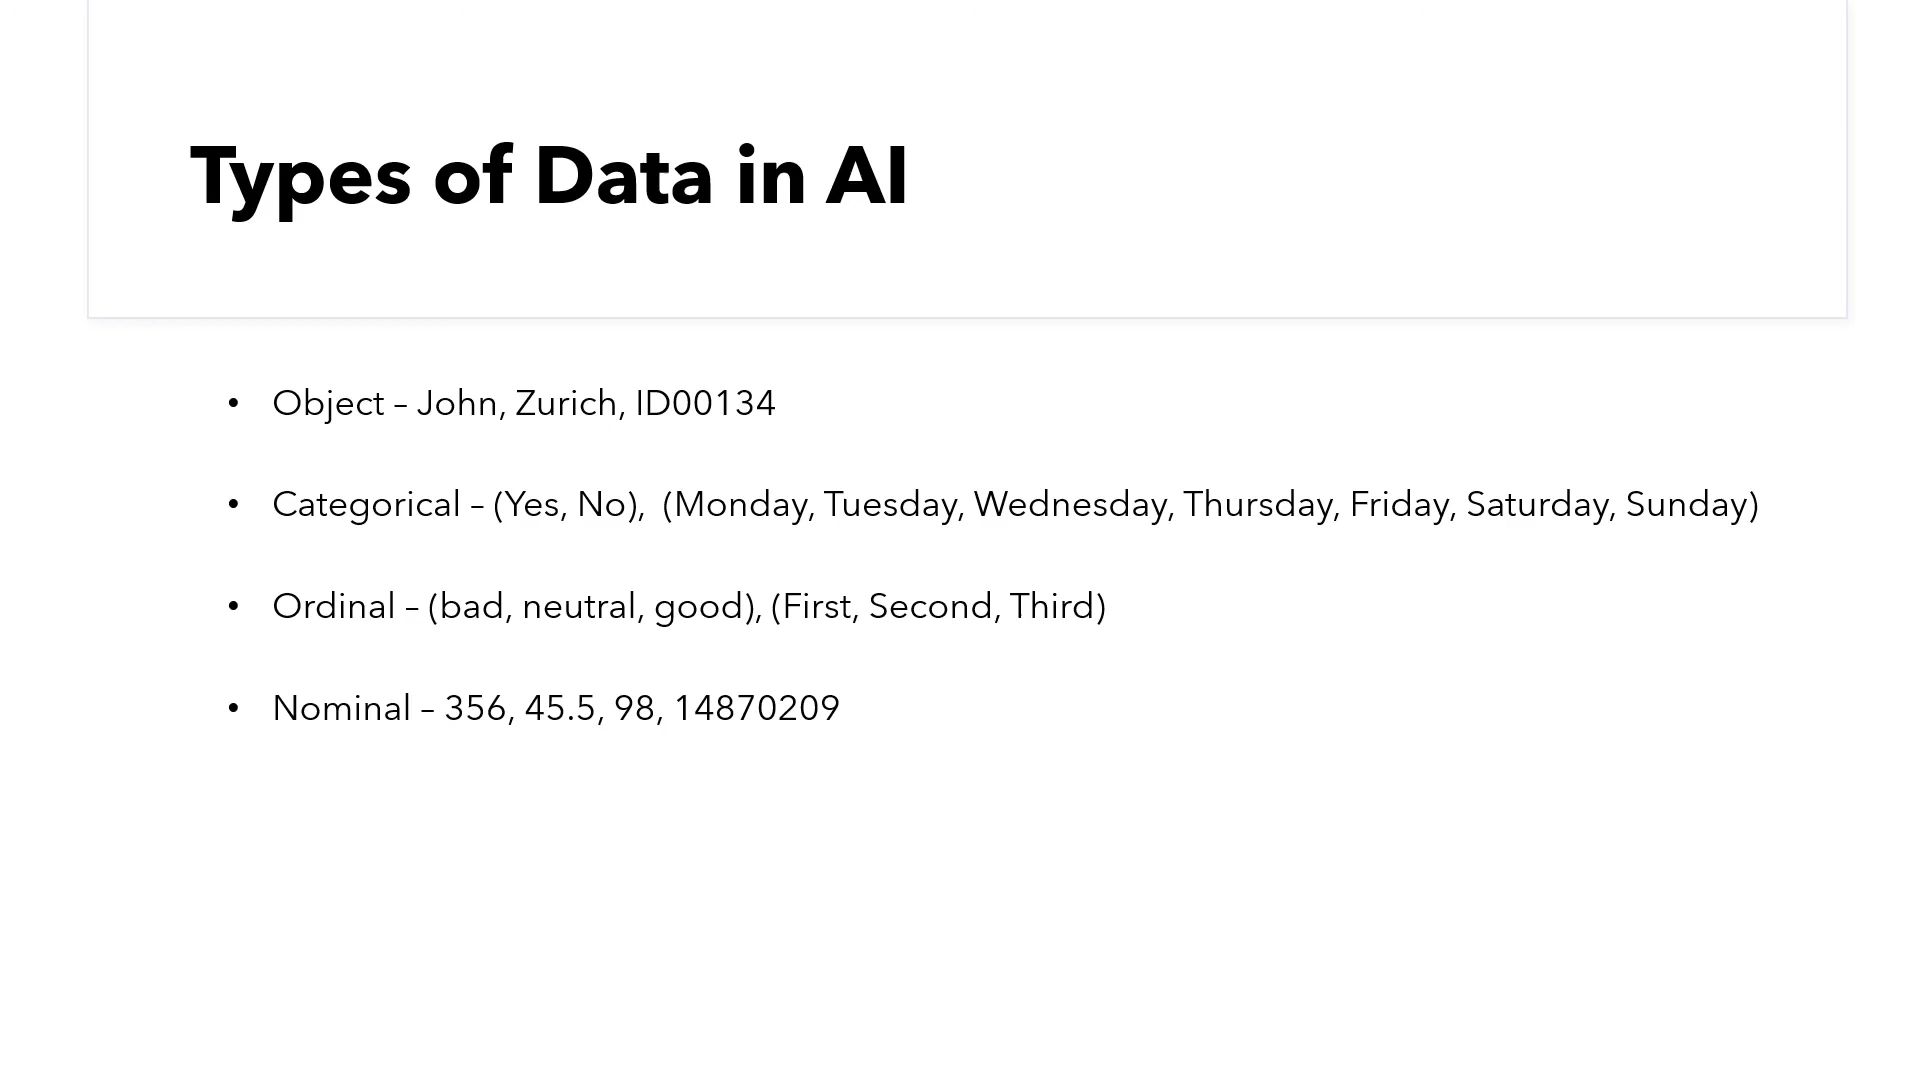 Types of Data in AI
• Object – John, Zurich, ID00134
• Categorical – (Yes, No),  (Monday, Tuesday, Wednesday, Thursday, Friday, Saturday, Sunday)
• Ordinal – (bad, neutral, good), (First, Second, Third)
• Nominal – 356, 45.5, 98, 14870209